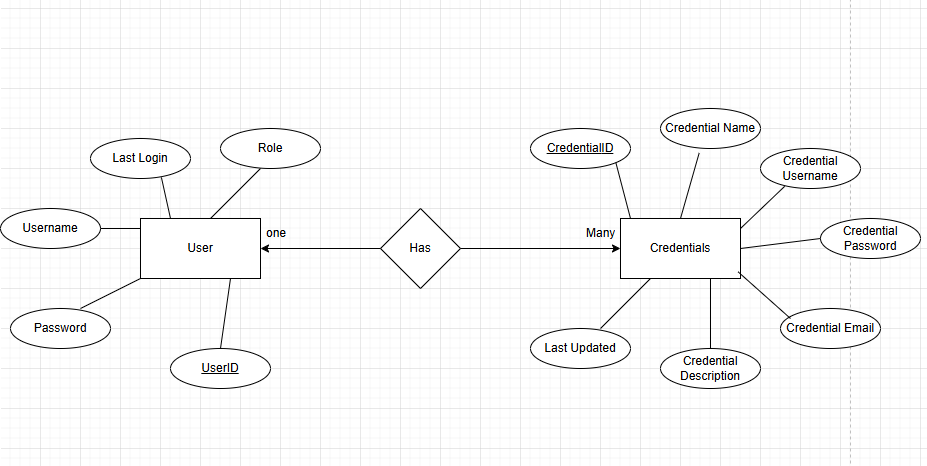 Last Login
Role
Username
User
Password
UserID
one
Has
Many
CredentialID
Credential Name
Credential
Username
Credentials
Credential
Password
Last Updated
Credential
Description
Credential Email